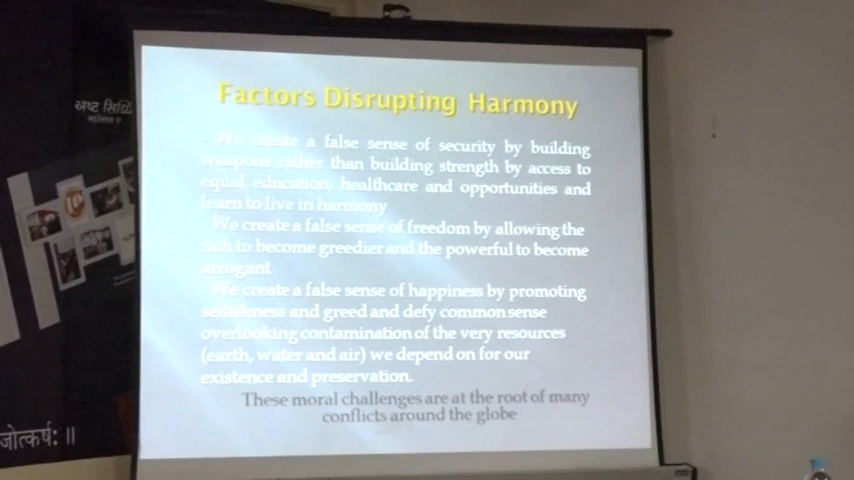 Factors Disrupting Harmony
We create a false sense of security by building
weapons rather than building strength by access to
equal education, healthcare and opportunities and
learn to live in harmony
We create a false sense of freedom by allowing the
rich to become greedier and the powerful to become
arrogant
We create a false sense of happiness by promoting
selfishness and greed and defy common sense
overlooking contamination of the very resources
(earth, water and air) we depend on for our
existence and preservation.
These moral challenges are at the root of many
conflicts around the globe
અષ્ટ સિદ્ધિ
जोत्कर्ष: ॥